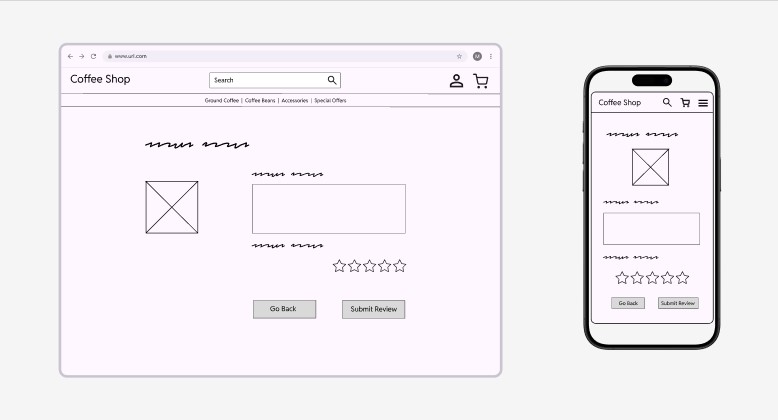 www.url.com
Coffee Shop
Search
Ground Coffee | Coffee Beans | Accessories | Special Offers
Go Back
Submit Review
Coffee Shop
Go Back
Submit Review